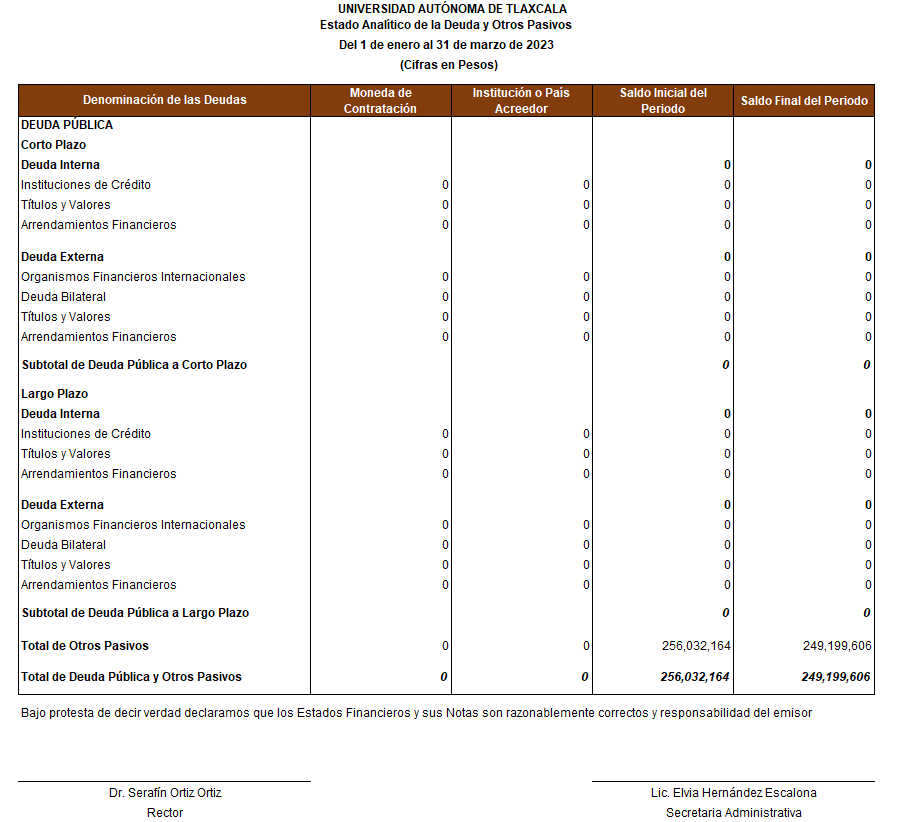 UNIVERSIDAD AUTÓNOMA DE TLAXCALA
Estado Analítico de la Deuda y Otros Pasivos
Del 1 de enero al 31 de marzo de 2023
(Cifras en Pesos)
Denominación de las Deudas Moneda de Contratación Institución o País Acreedor Saldo Inicial del Periodo Saldo Final del Periodo
DEUDA PÚBLICA
Corto Plazo
Deuda Interna 0 0
Instituciones de Crédito 0 0 0 0
Títulos y Valores 0 0 0 0
Arrendamientos Financieros 0 0 0 0
Deuda Externa 0 0
Organismos Financieros Internacionales 0 0 0 0
Deuda Bilateral 0 0 0 0
Títulos y Valores 0 0 0 0
Arrendamientos Financieros 0 0 0 0
Subtotal de Deuda Pública a Corto Plazo 0 0
Largo Plazo
Deuda Interna 0 0
Instituciones de Crédito 0 0 0 0
Títulos y Valores 0 0 0 0
Arrendamientos Financieros 0 0 0 0
Deuda Externa 0 0
Organismos Financieros Internacionales 0 0 0 0
Deuda Bilateral 0 0 0 0
Títulos y Valores 0 0 0 0
Arrendamientos Financieros 0 0 0 0
Subtotal de Deuda Pública a Largo Plazo 0 0
Total de Otros Pasivos 0 0 256,032,164 249,199,606
Total de Deuda Pública y Otros Pasivos 0 0 256,032,164 249,199,606
Bajo protesta de decir verdad declaramos que los Estados Financieros y sus Notas son razonablemente correctos y responsabilidad del emisor
Dr. Serafín Ortiz Ortiz Lic. Elvia Hernández Escalona
Rector Secretaria Administrativa